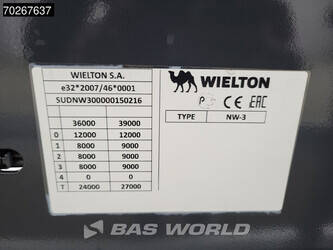 70267637
WIELTON S.A.
e32*2007/46*0001
SUDNW300000150216
36000 39000
0 12000 12000
1 8000 9000
2 8000 9000
3 8000 9000
4 -0 -0
T 24000 27000
WIELTON
CE EAC
TYPE NW-3
BAS WORLD